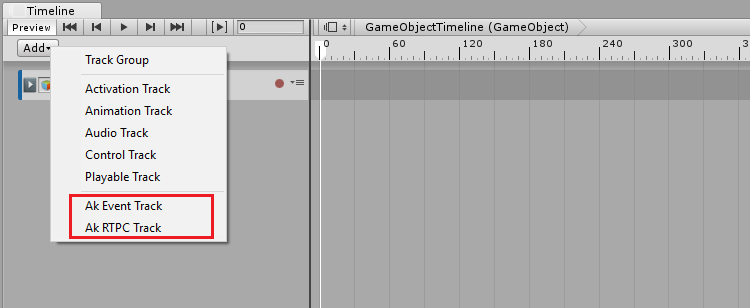 Timeline
Preview
0
GameObjectTimeline (GameObject)
Add
0 60 120 180 240 300
Track Group
Activation Track
Animation Track
Audio Track
Control Track
Playable Track
Ak Event Track
Ak RTPC Track